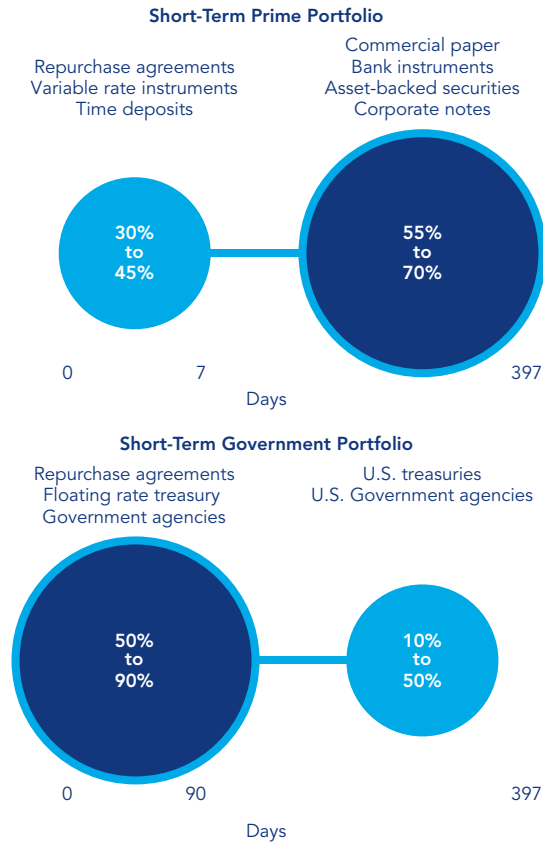 Short-Term Prime Portfolio
Repurchase agreements
Variable rate instruments
Time deposits
Commercial paper
Bank instruments
Asset-backed securities
Corporate notes
30%
to
45%
55%
to
70%
0 7 397
Days
Short-Term Government Portfolio
Repurchase agreements
Floating rate treasury
Government agencies
U.S. treasuries
U.S. Government agencies
50%
to
90%
10%
to
50%
0 90 397
Days